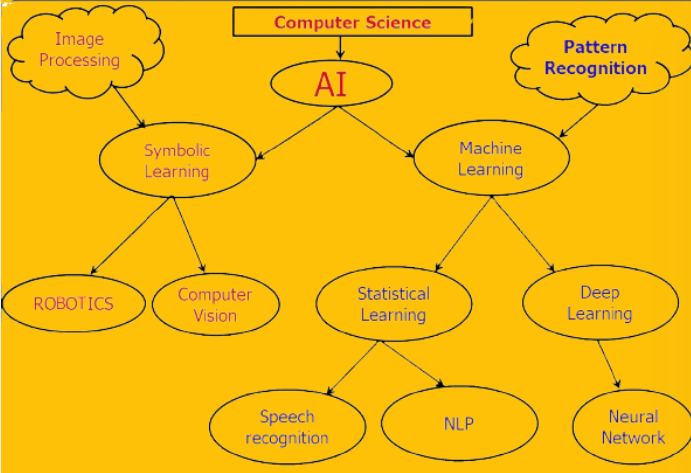 Computer Science
Image
Processing
AI
Pattern
Recognition
Symbolic
Learning
Machine
Learning
ROBOTICS
Computer
Vision
Statistical
Learning
Deep
Learning
Speech
recognition
NLP
Neural
Network